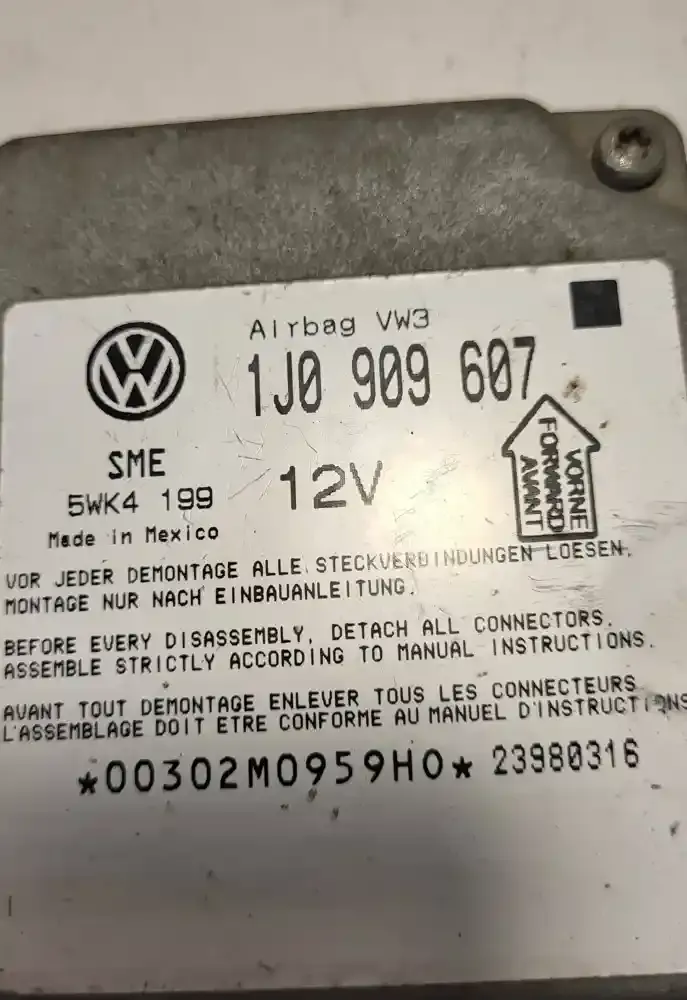 Airbag VW3
1J0 909 607
SME
12V
5WK4 199
Made in Mexico
VORNE
FORWARD
AVANT
VOR JEDER DEMONTAGE ALLE STECKVERBINDUNGEN LOESEN,
MONTAGE NUR NACH EINBAUANLEITUNG.
BEFORE EVERY DISASSEMBLY, DETACH ALL CONNECTORS.
ASSEMBLE STRICTLY ACCORDING TO MANUAL INSTRUCTIONS.
AVANT TOUT DEMONTAGE ENLEVER TOUS LES CONNECTEURS
L'ASSEMBLAGE DOIT ETRE CONFORME AU MANUEL D'INSTRUCTIONS
*00302M0959H0* 23980316